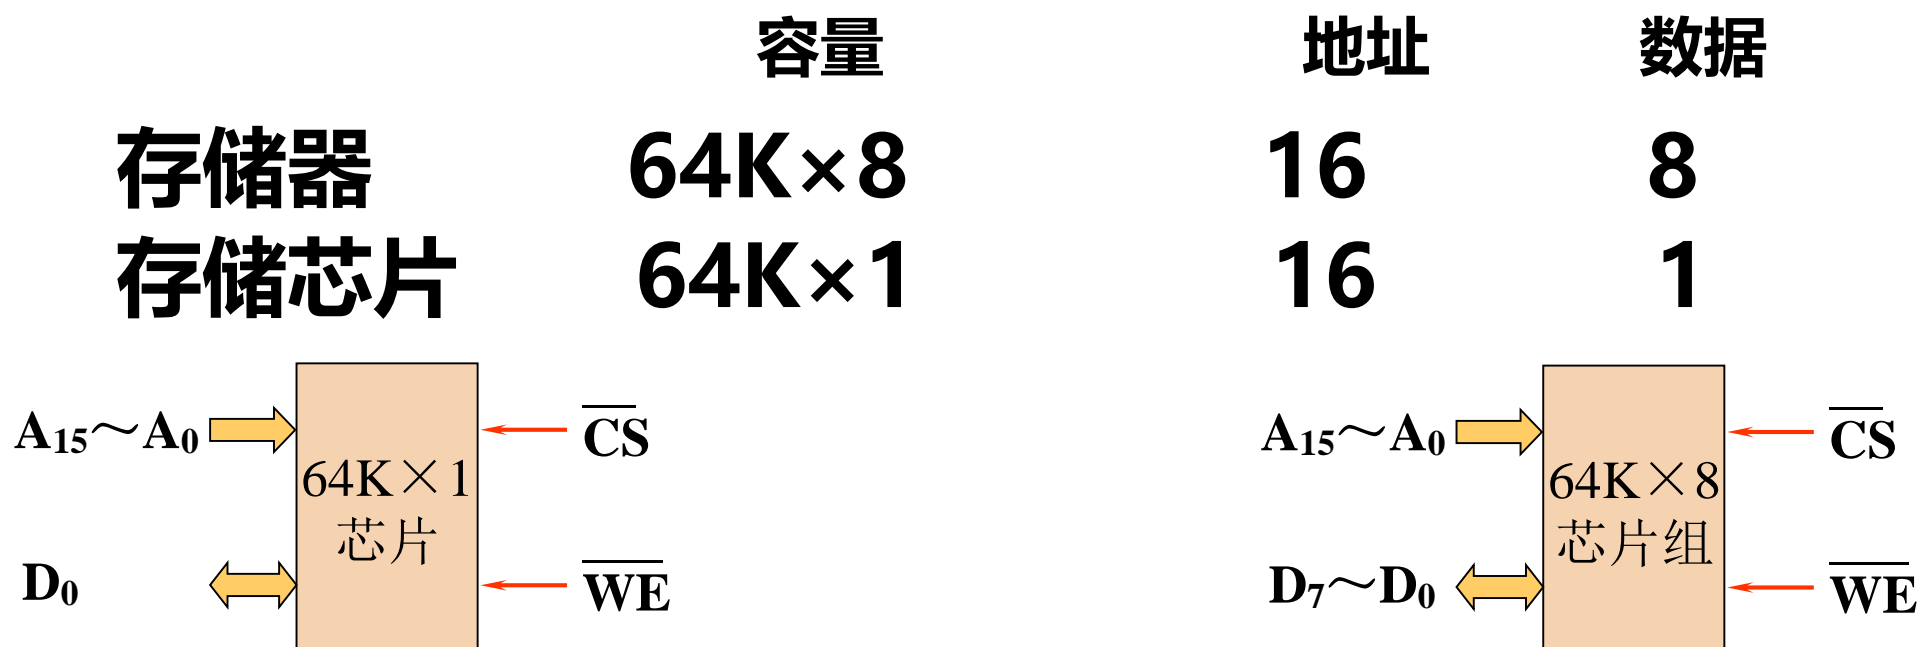 容量 地址 数据
存储器 64K×8 16 8
存储芯片 64K×1 16 1
A15～A0
CS
64K×1
芯片
D0
WE
A15～A0
CS
64K×8
芯片组
D7～D0
WE